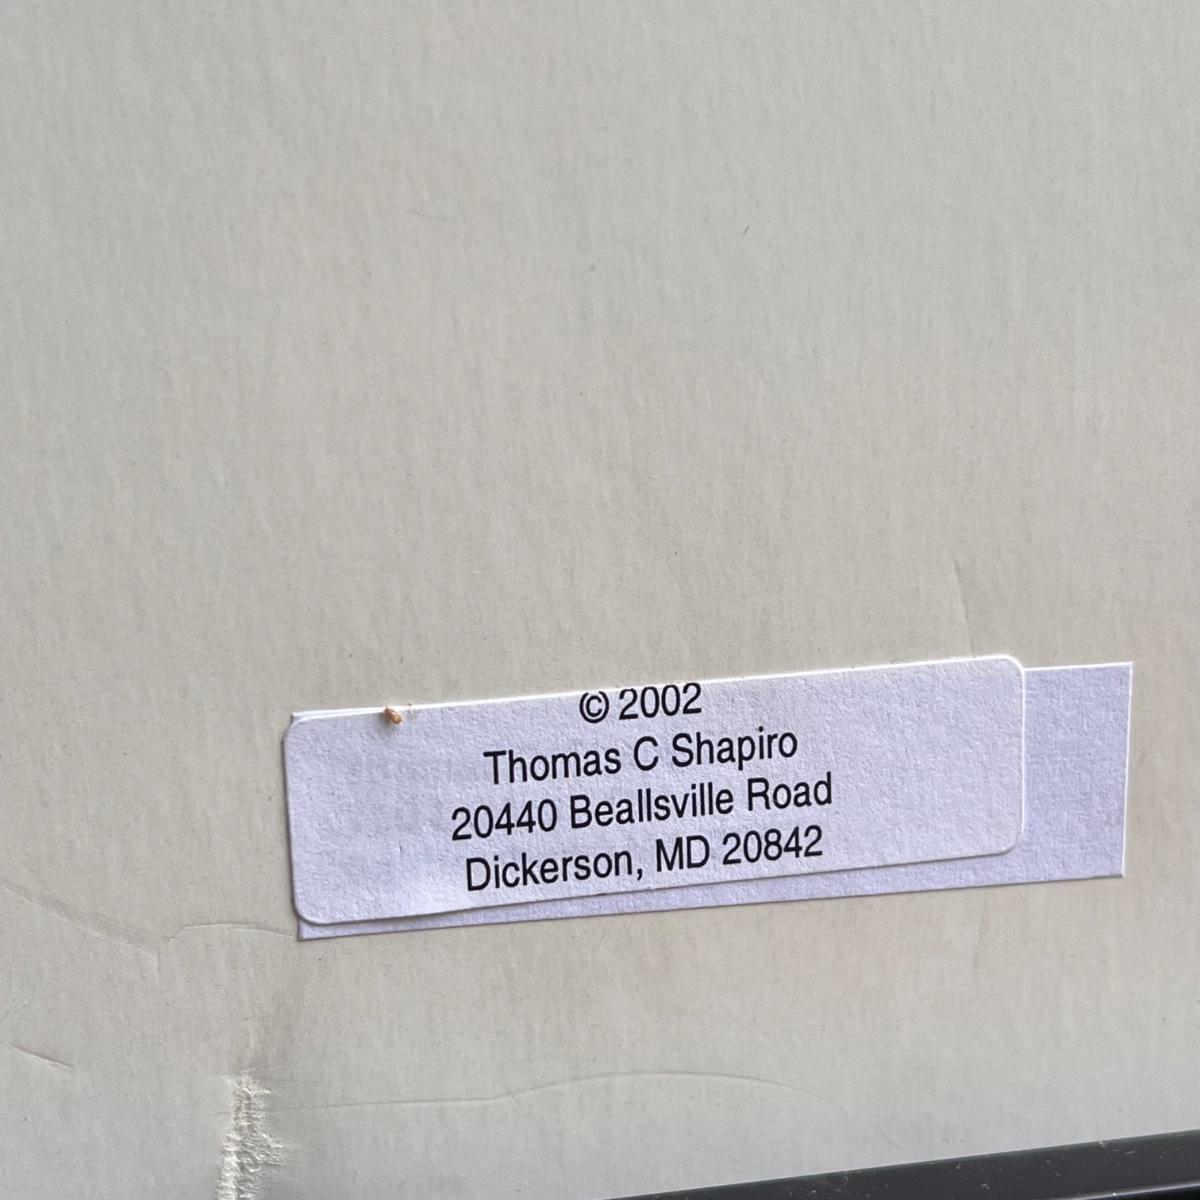 © 2002
Thomas C Shapiro
20440 Beallsville Road
Dickerson, MD 20842